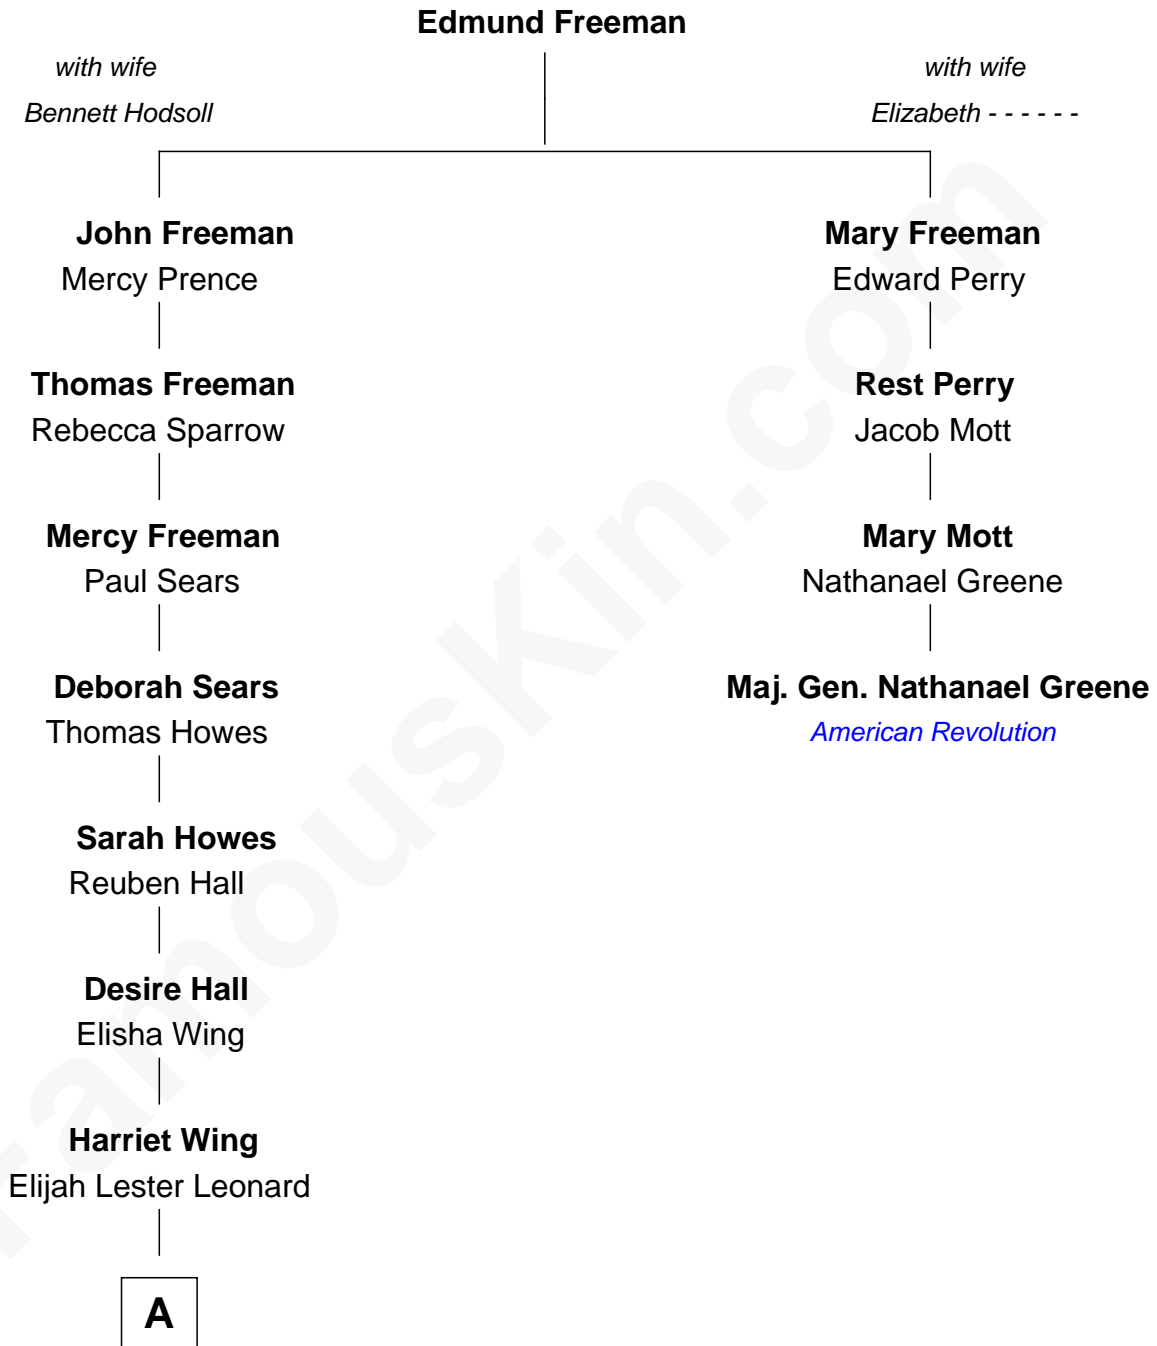 Edmund Freeman
with wife
Bennett Hodsoll
with wife
Elizabeth - - - - - -
John Freeman
Mercy Prence
Mary Freeman
Edward Perry
Thomas Freeman
Rebecca Sparrow
Rest Perry
Jacob Mott
Mercy Freeman
Paul Sears
Mary Mott
Nathanael Greene
Deborah Sears
Thomas Howes
Maj. Gen. Nathanael Greene
American Revolution
Sarah Howes
Reuben Hall
Desire Hall
Elisha Wing
Harriet Wing
Elijah Lester Leonard
A
famouskin.com